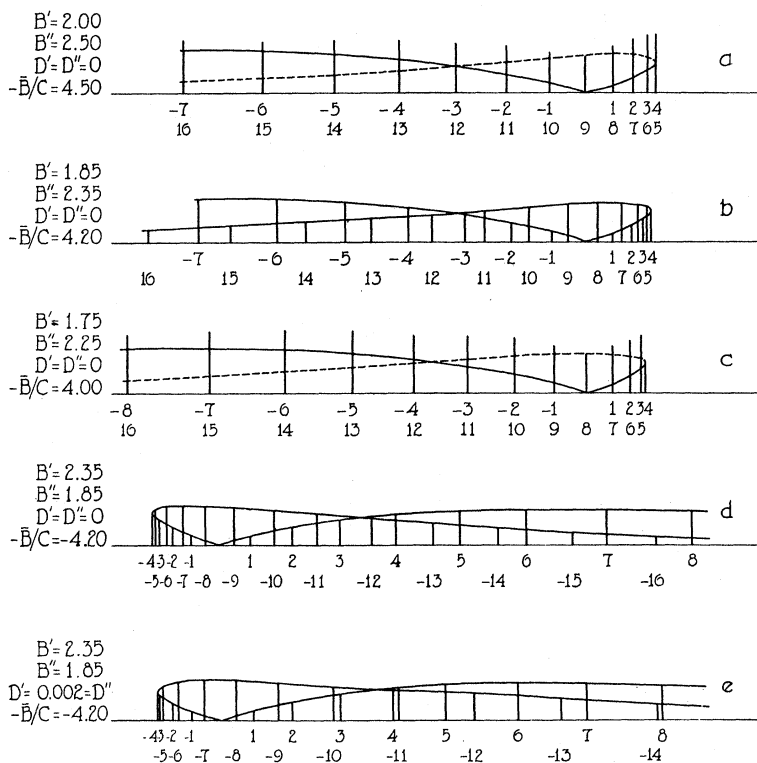 B' = 2.00
B" = 2.50
D' = D" = 0
-B̄/C = 4.50
a
-7 -6 -5 -4 -3 -2 -1 9 1 2 3 4
16 15 14 13 12 11 10 8 7 6 5
B' = 1.85
B" = 2.35
D' = D" = 0
-B̄/C = 4.20
b
-7 -6 -5 -4 -3 -2 -1 1 2 3 4
16 15 14 13 12 11 10 9 8 7 6 5
B' = 1.75
B" = 2.25
D' = D" = 0
-B̄/C = 4.00
c
-8 -7 -6 -5 -4 -3 -2 -1 8 1 2 3 4
16 15 14 13 12 11 10 9 7 6 5
B' = 2.35
B" = 1.85
D' = D" = 0
-B̄/C = -4.20
d
-4 -3 -2 -1 1 2 3 4 5 6 7 8
-5 -6 -7 -8 -9 -10 -11 -12 -13 -14 -15 -16
B' = 2.35
B" = 1.85
D' = 0.002 = D"
-B̄/C = -4.20
e
-4 -3 -2 -1 1 2 3 4 5 6 7 8
-5 -6 -7 -8 -9 -10 -11 -12 -13 -14